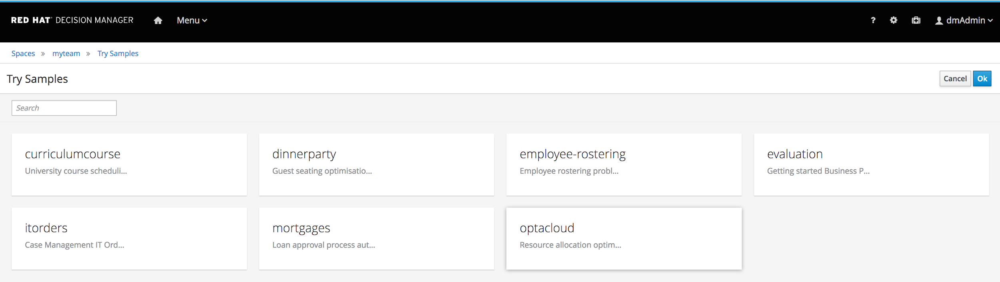 RED HAT® DECISION MANAGER Menu ? dmAdmin
Spaces » myteam » Try Samples
Try Samples Cancel Ok
Search
curriculumcourse dinnerparty employee-rostering evaluation
University course scheduli... Guest seating optimisatio... Employee rostering probl... Getting started Business P...
itorders mortgages optacloud
Case Management IT Ord... Loan approval process aut... Resource allocation optim...